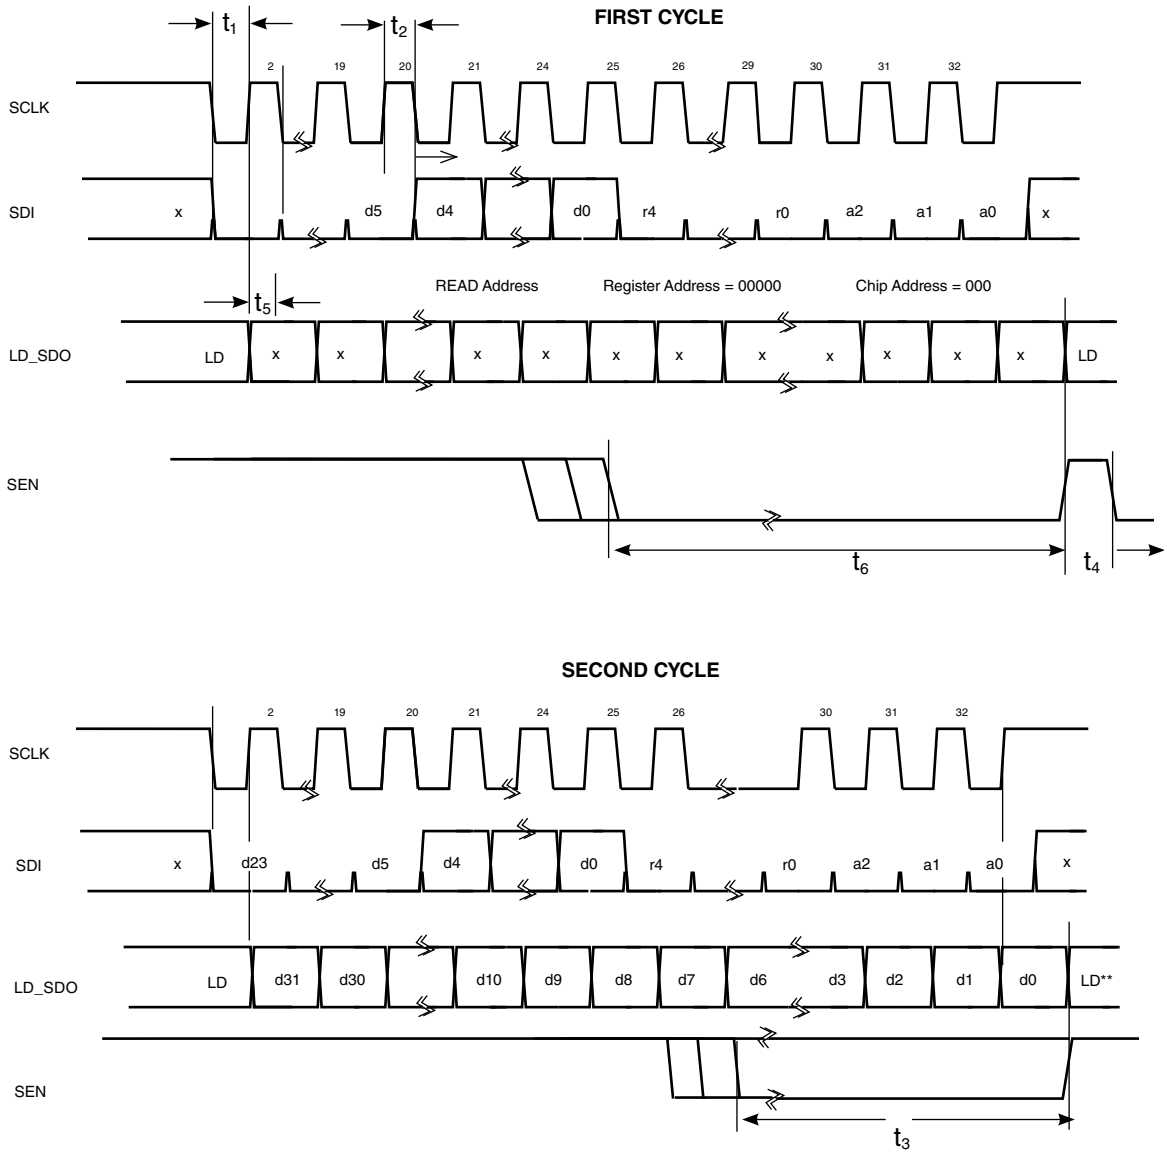 FIRST CYCLE
t1 t2
2 19 20 21 24 25 26 29 30 31 32
SCLK
SDI x d5 d4 d0 r4 r0 a2 a1 a0 x
READ Address Register Address = 00000 Chip Address = 000
t5
LD_SDO LD x x x x x x x x x x x LD
SEN
t6 t4
SECOND CYCLE
2 19 20 21 24 25 26 30 31 32
SCLK
SDI x d23 d5 d4 d0 r4 r0 a2 a1 a0 x
LD_SDO LD d31 d30 d10 d9 d8 d7 d6 d3 d2 d1 d0 LD**
SEN
t3